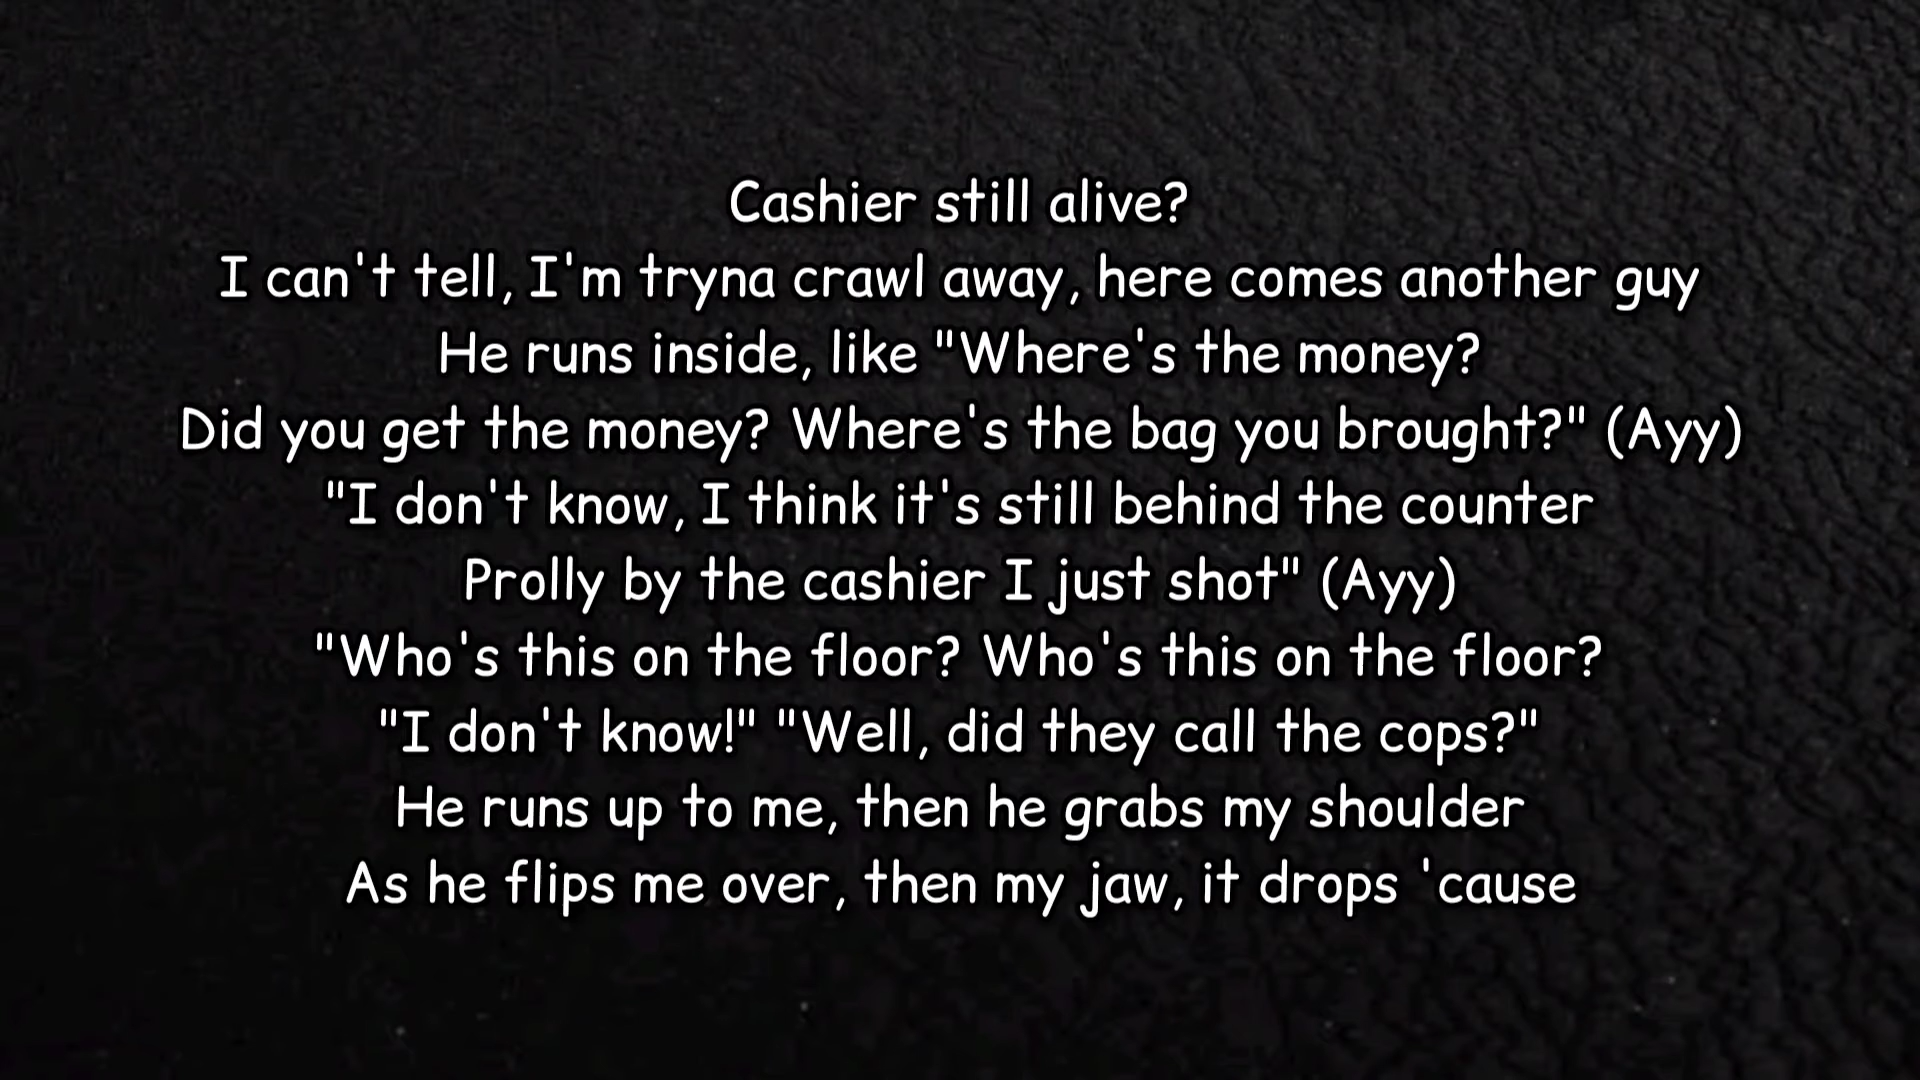 Cashier still alive?
I can't tell, I'm tryna crawl away, here comes another guy
He runs inside, like "Where's the money?
Did you get the money? Where's the bag you brought?" (Ayy)
"I don't know, I think it's still behind the counter
Prolly by the cashier I just shot" (Ayy)
"Who's this on the floor? Who's this on the floor?
"I don't know!" "Well, did they call the cops?"
He runs up to me, then he grabs my shoulder
As he flips me over, then my jaw, it drops 'cause